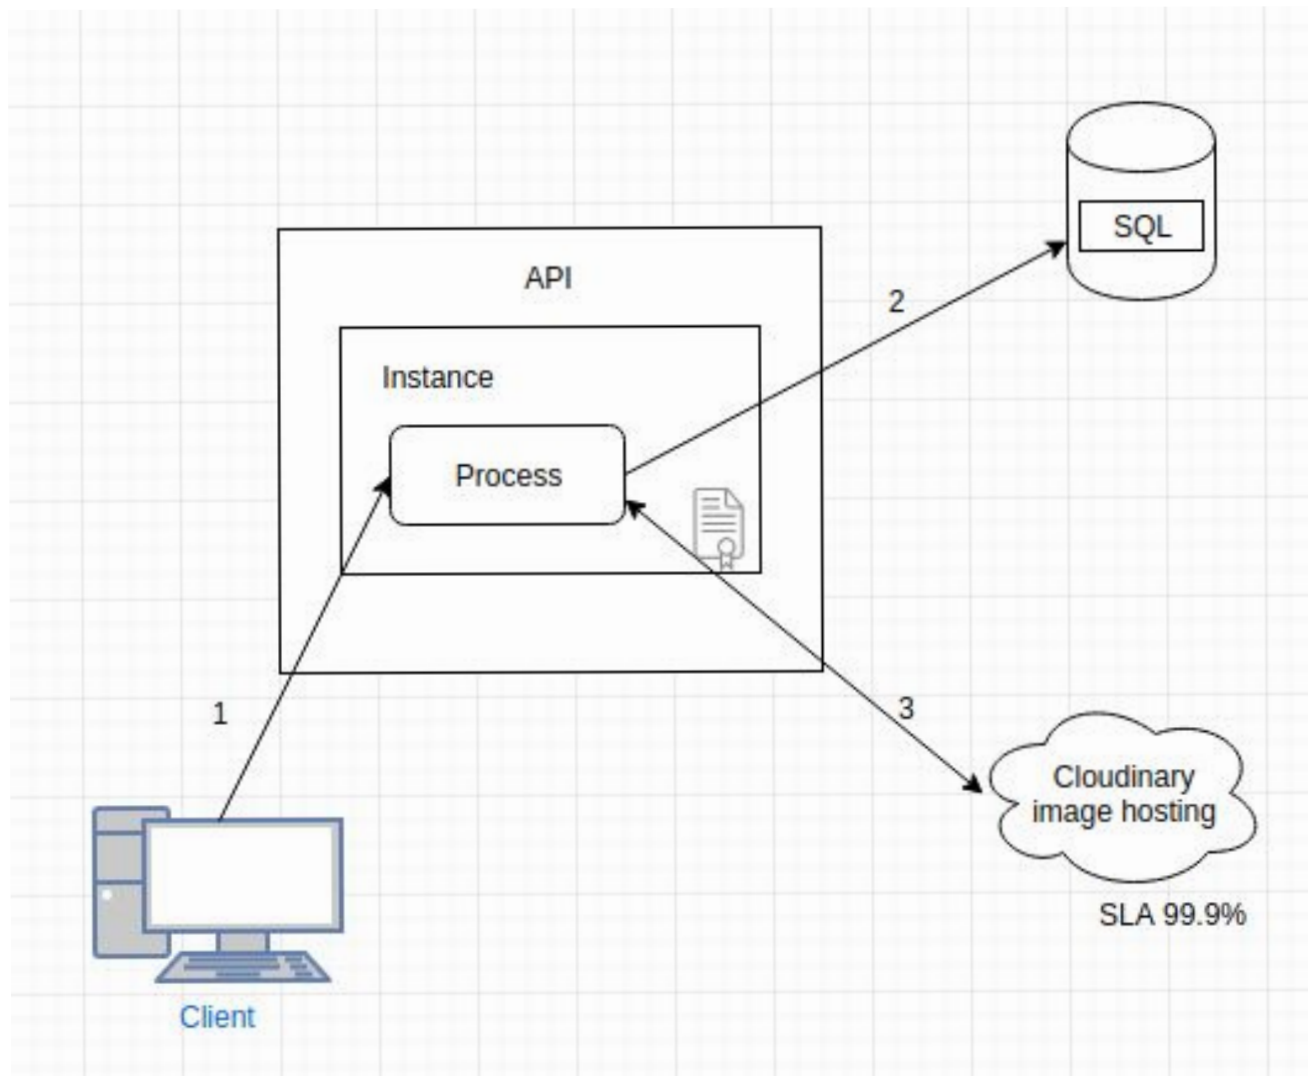 SQL
API
2
Instance
Process
3
1
Cloudinary
image hosting
SLA 99.9%
Client